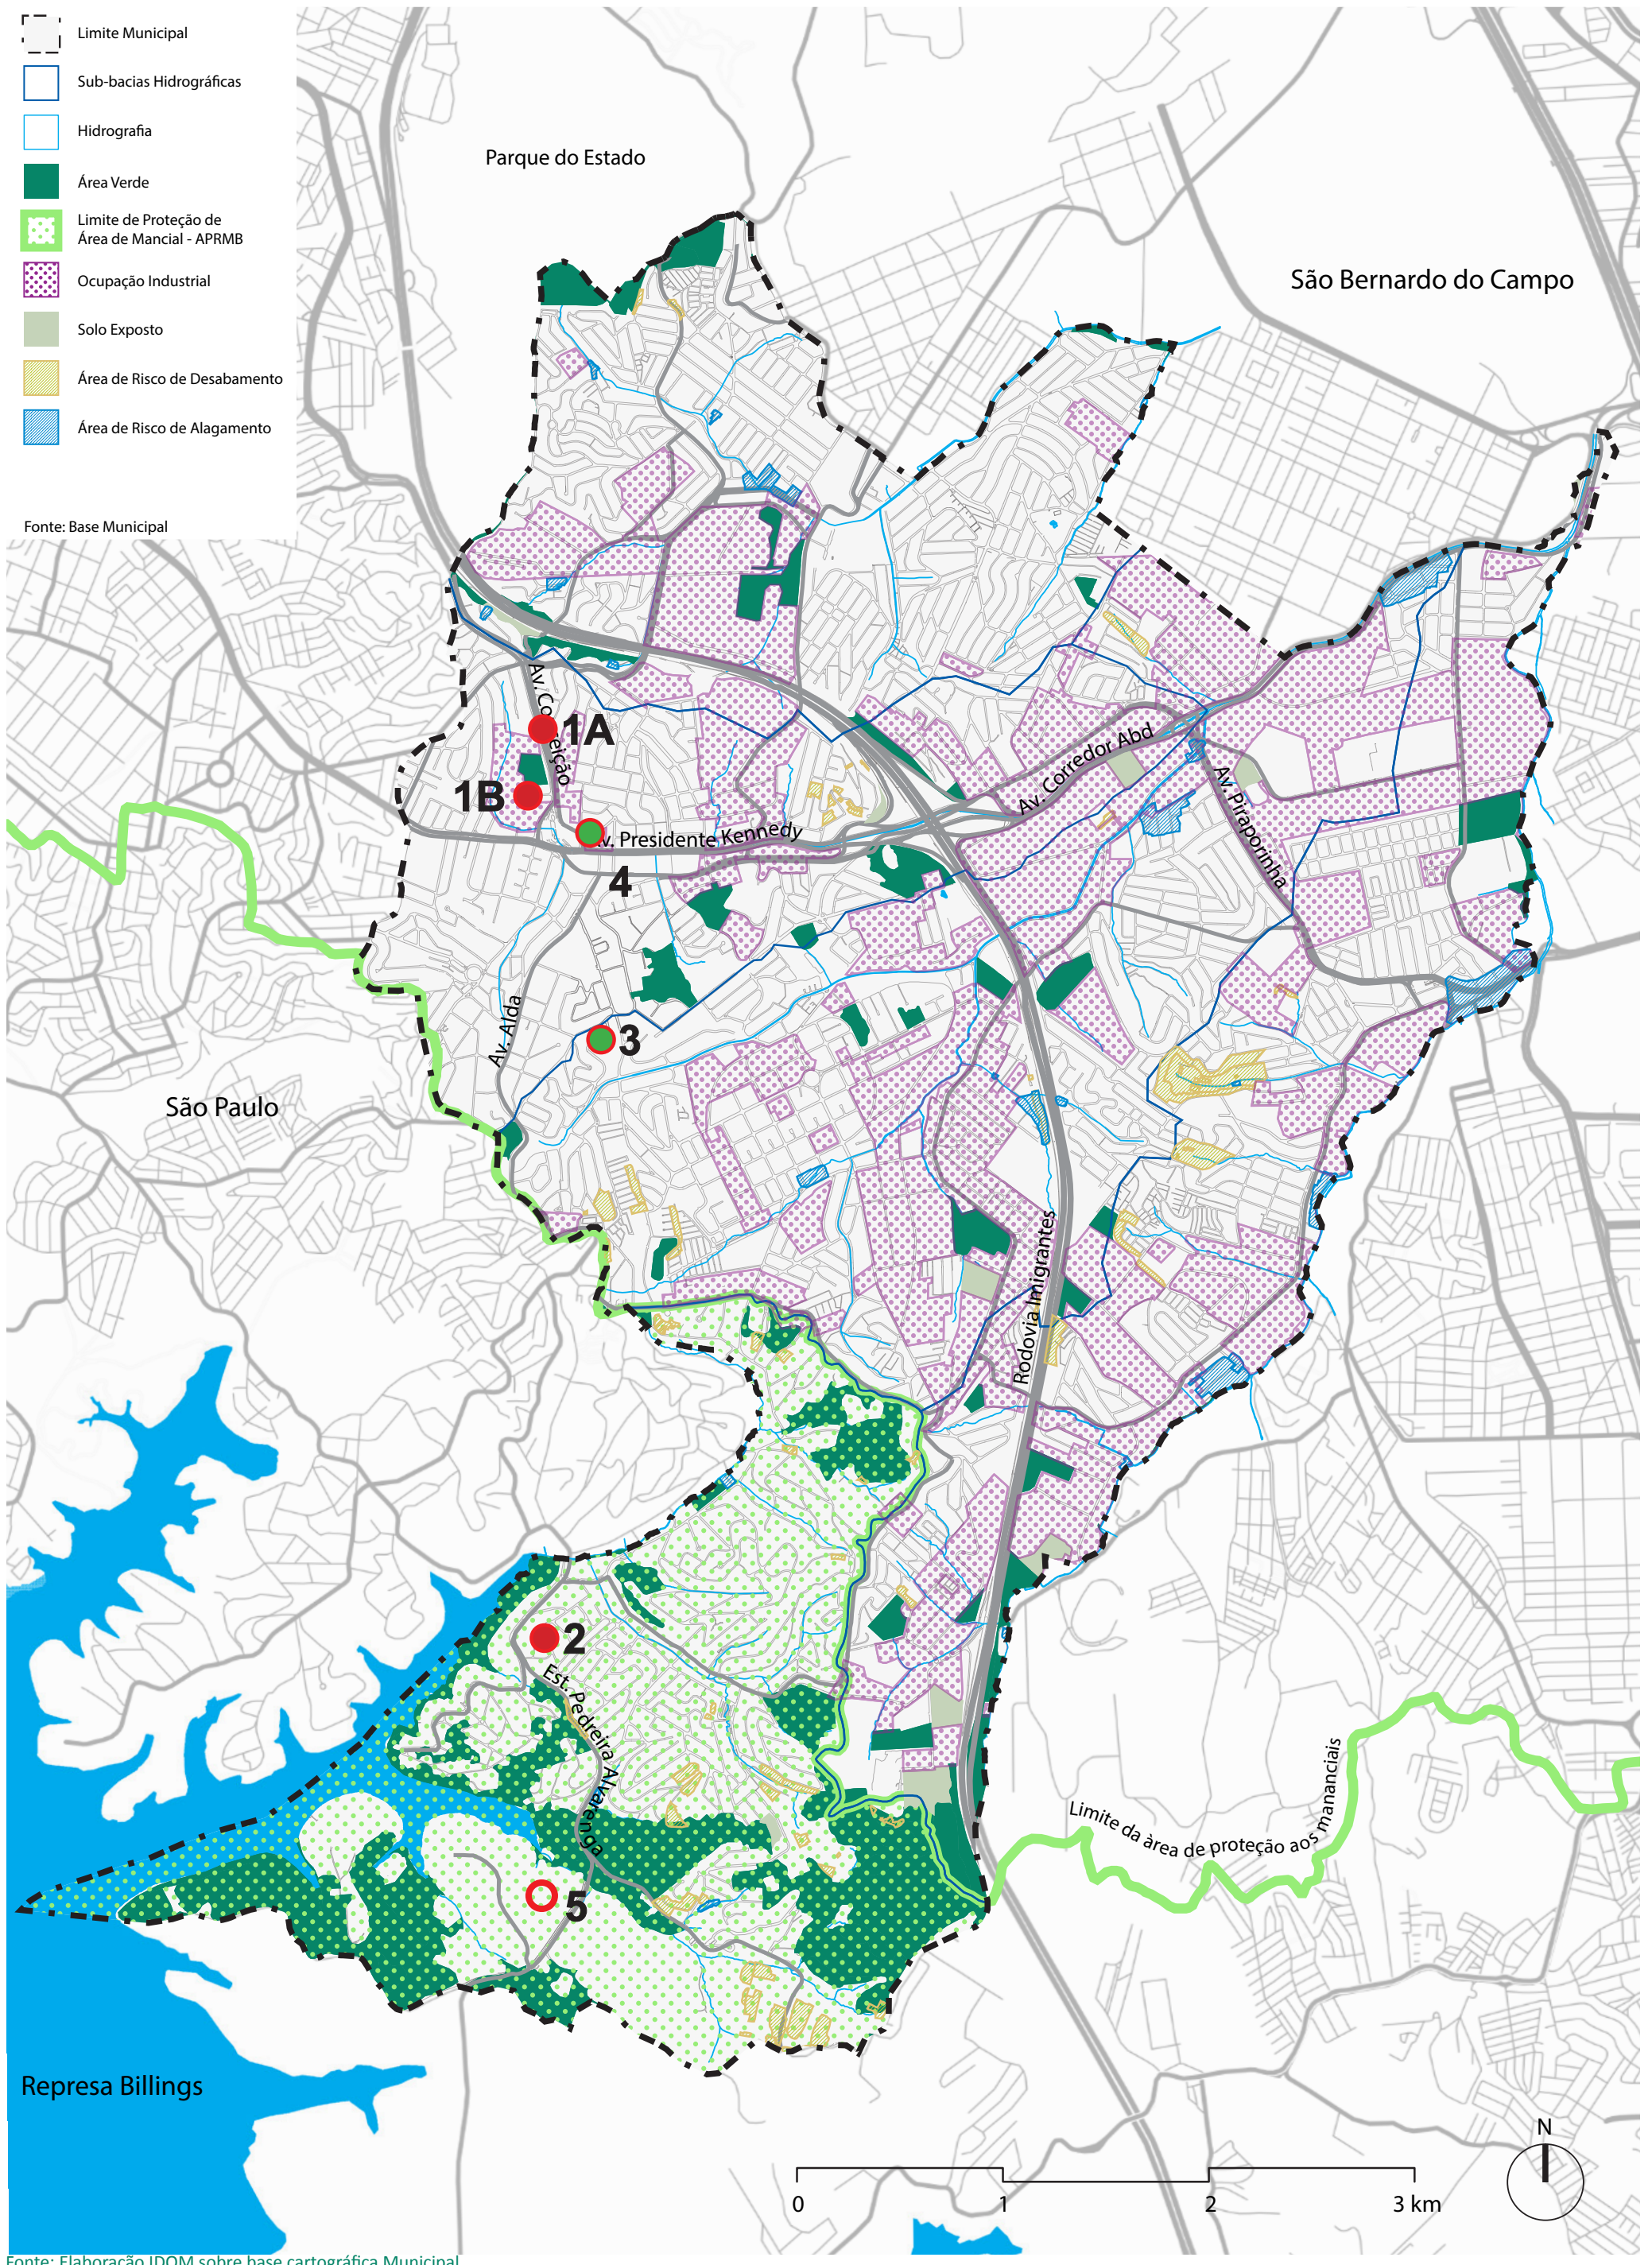 Limite Municipal
Sub-bacias Hidrográficas
Hidrografia
Área Verde
Limite de Proteção de
Área de Mancial - APRMB
Ocupação Industrial
Solo Exposto
Área de Risco de Desabamento
Área de Risco de Alagamento
Fonte: Base Municipal
Parque do Estado
São Bernardo do Campo
Av. Co
eição
1A
1B
Av. Corredor Abd
Av. Piraporinha
v. Presidente Kennedy
4
Av. Alda
3
São Paulo
Rodovia Imigrantes
2
Est. Pedreira Alvarenga
Limite da àrea de proteção aos mananciais
5
Represa Billings
N
0 1 2 3 km
Fonte: Elaboração IDOM sobre base cartográfica Municipal